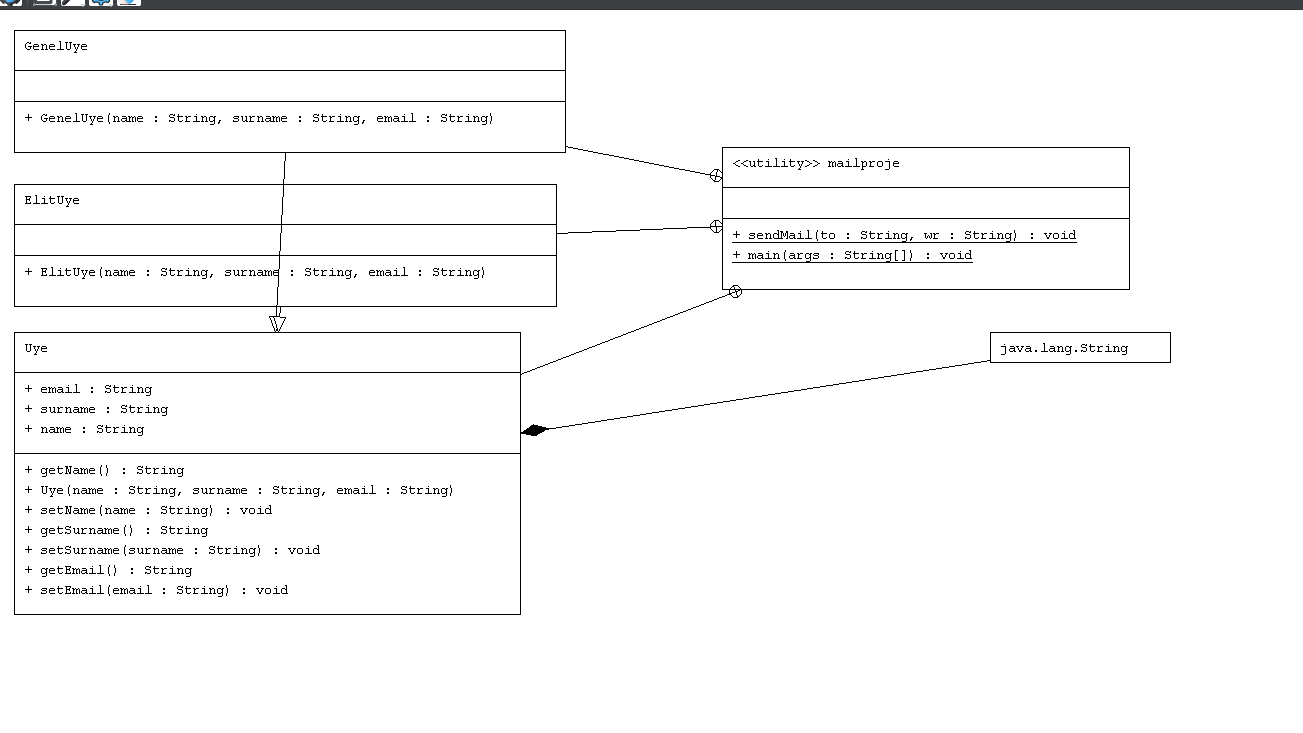 GenelUye
+ GenelUye(name : String, surname : String, email : String)
<<utility>> mailproje
+ sendMail(to : String, wr : String) : void
+ main(args : String[]) : void
ElitUye
+ ElitUye(name : String, surname : String, email : String)
Uye
+ email : String
+ surname : String
+ name : String
+ getName() : String
+ Uye(name : String, surname : String, email : String)
+ setName(name : String) : void
+ getSurname() : String
+ setSurname(surname : String) : void
+ getEmail() : String
+ setEmail(email : String) : void
java.lang.String